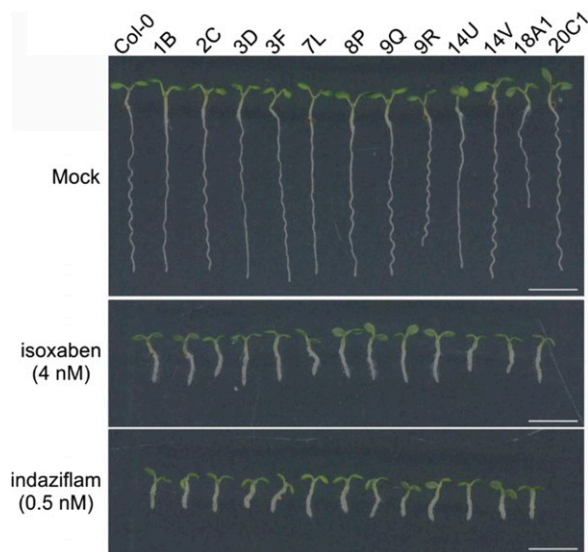 Col-0 1B 2C 3D 3F 7L 8P 9Q 9R 14U 14V 18A1 20C1
Mock
isoxaben
(4 nM)
indaziflam
(0.5 nM)